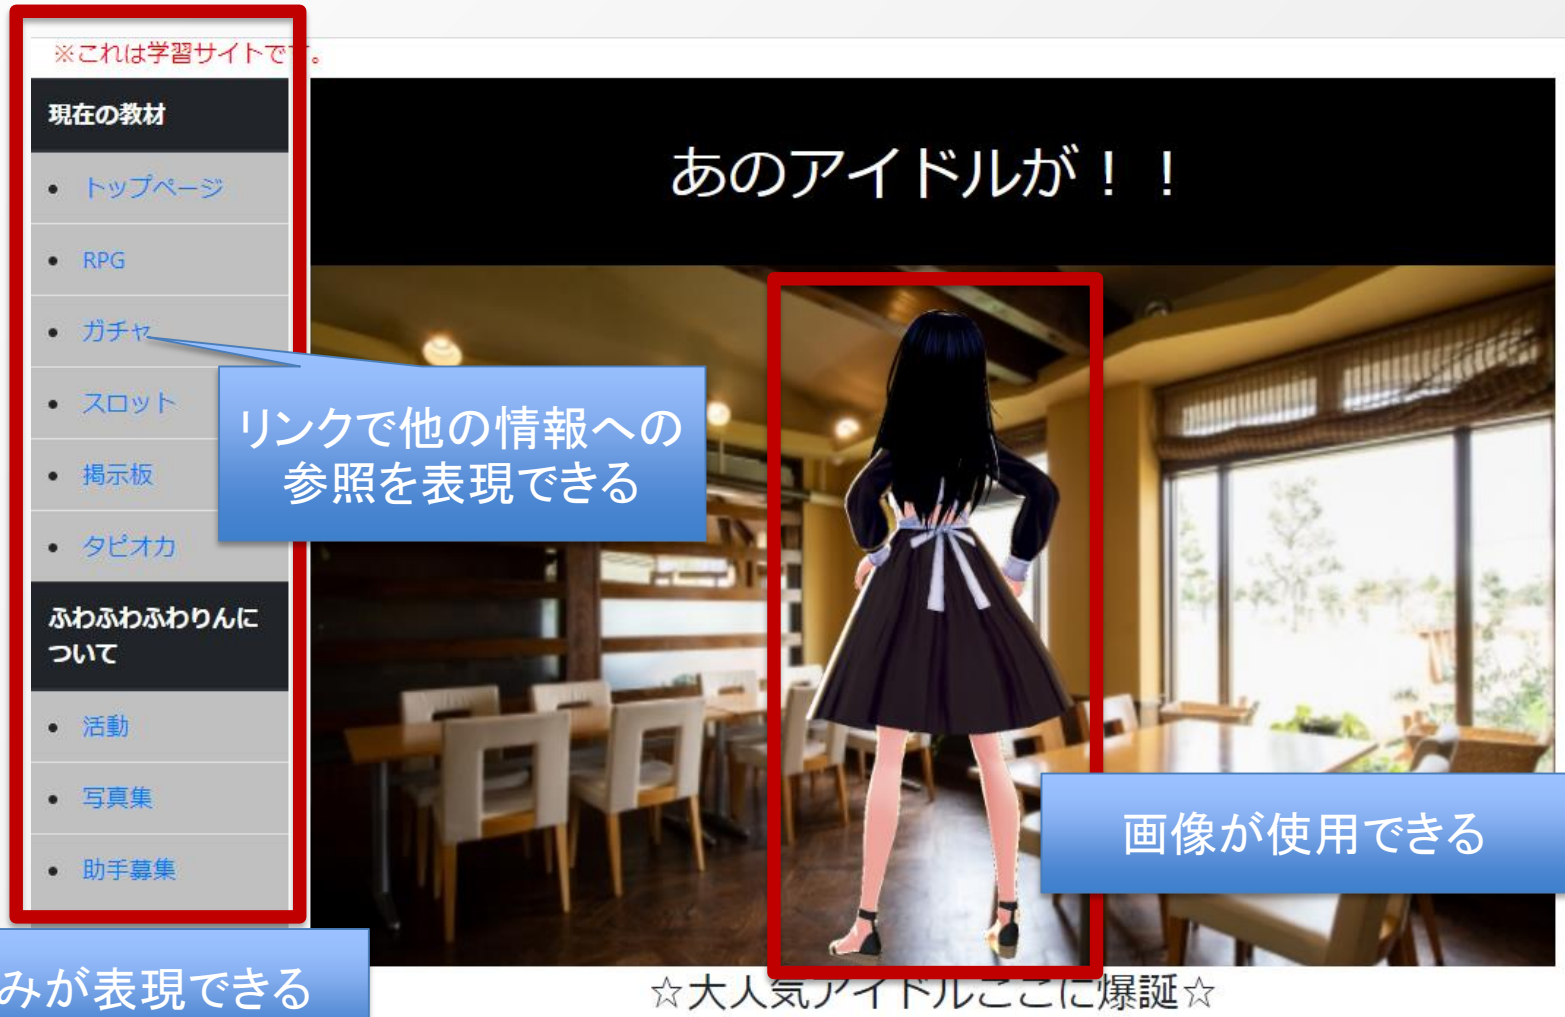 ※これは学習サイトです。
現在の教材
トップページ
RPG
ガチャ
スロット
掲示板
タピオカ
ふわふわふわりんに
ついて
活動
写真集
助手募集
みが表現できる
あのアイドルが！！
リンクで他の情報への
参照を表現できる
画像が使用できる
☆大人気アイドルここに爆誕☆